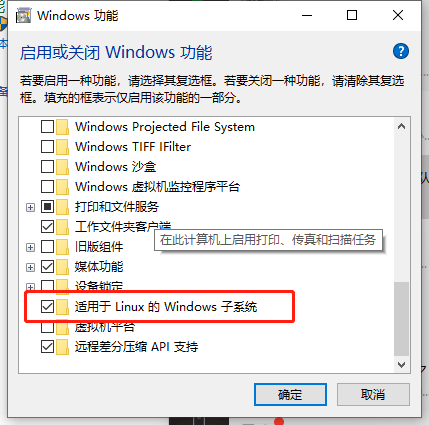 Windows 功能
启用或关闭 Windows 功能
若要启用一种功能，请选择其复选框。若要关闭一种功能，请清除其复选
框。填充的框表示仅启用该功能的一部分。
Windows Projected File System
Windows TIFF IFilter
Windows 沙盒
Windows 虚拟机监控程序平台
打印和文件服务
工作文件夹客户端
在此计算机上启用打印、传真和扫描任务
旧版组件
媒体功能
设备锁定
适用于 Linux 的 Windows 子系统
虚拟机平台
远程差分压缩 API 支持
确定
取消